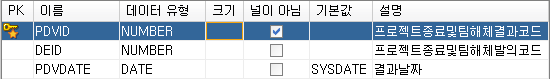 PK 이름 데이터 유형 크기 널이 아님 기본값 설명
PDVID NUMBER 프로젝트종료및팀해체결과코드
DEID NUMBER 프로젝트종료및팀해체발의코드
PDVDATE DATE SYSDATE 결과날짜